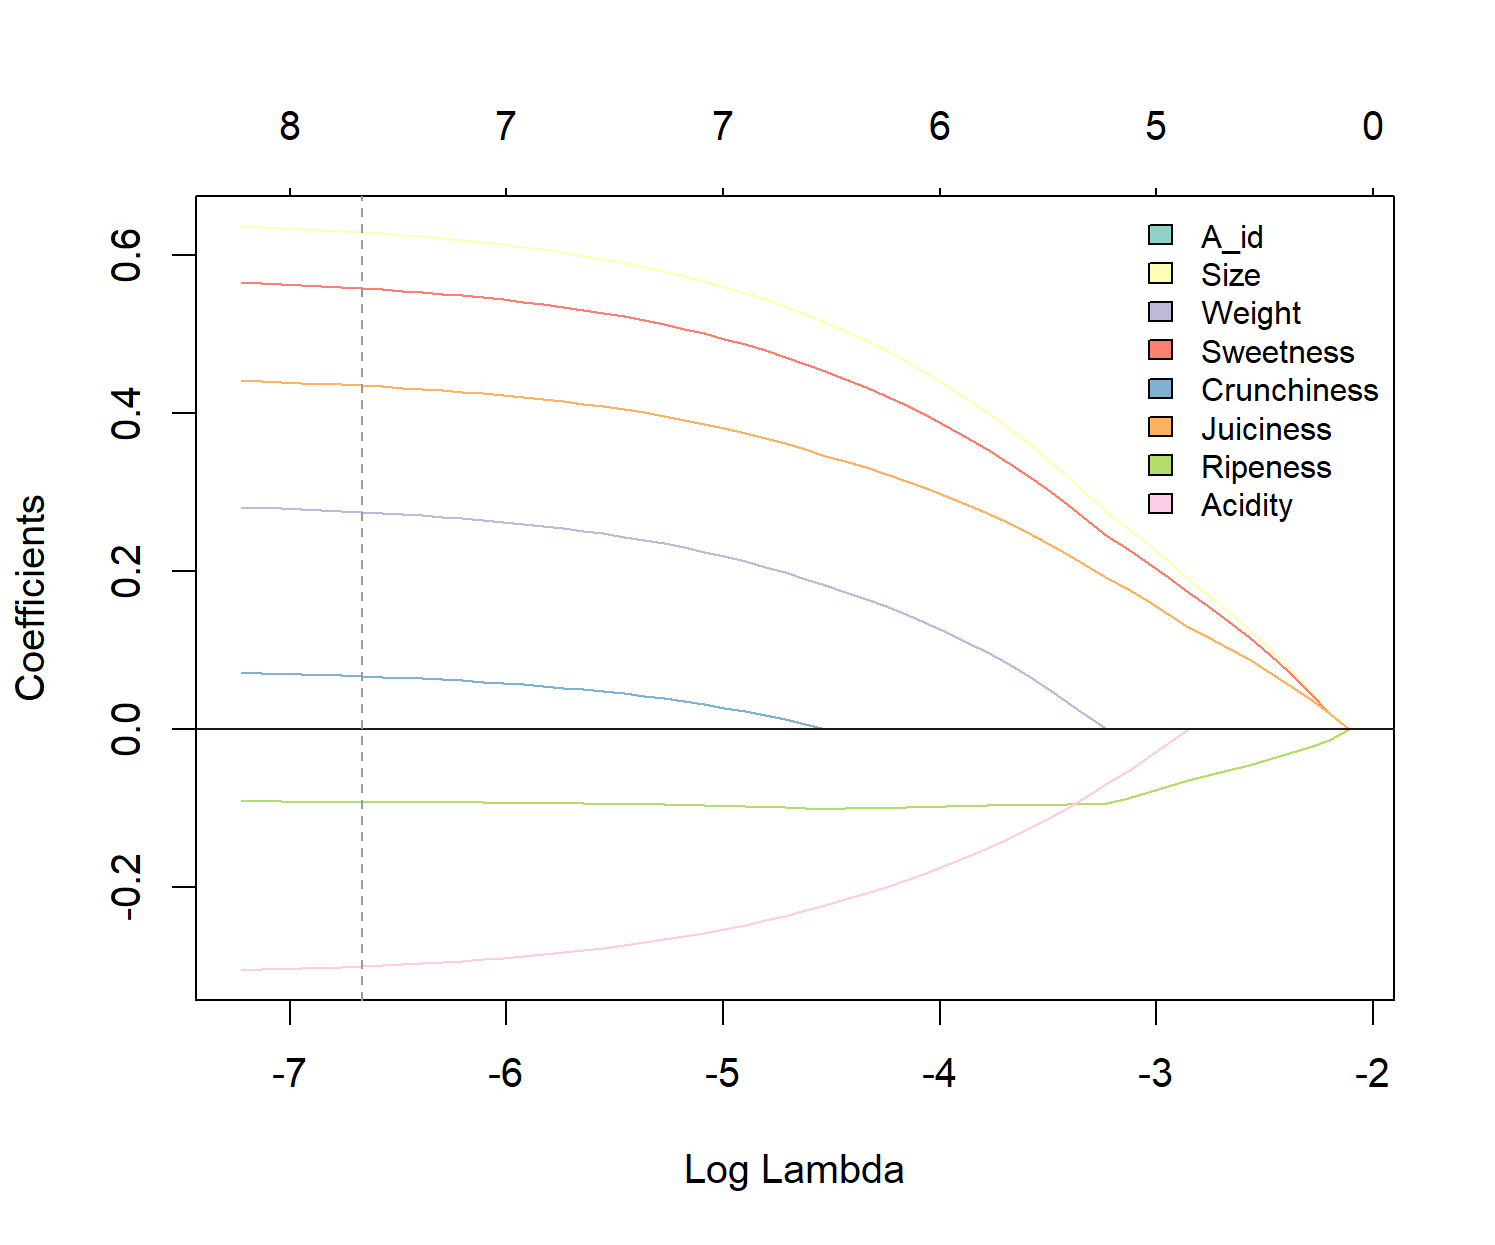 8 7 7 6 5 0
A_id
Size
Weight
Sweetness
Crunchiness
Juiciness
Ripeness
Acidity
0.6
0.4
0.2
0.0
-0.2
Coefficients
-7 -6 -5 -4 -3 -2
Log Lambda